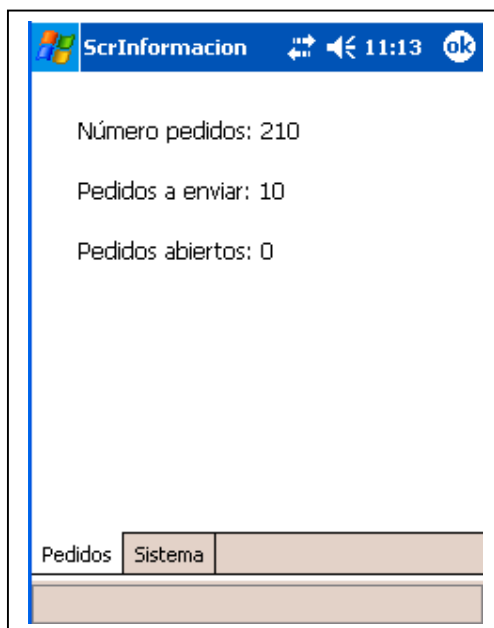 ScrInformacion 11:13 ok
Número pedidos: 210
Pedidos a enviar: 10
Pedidos abiertos: 0
Pedidos Sistema